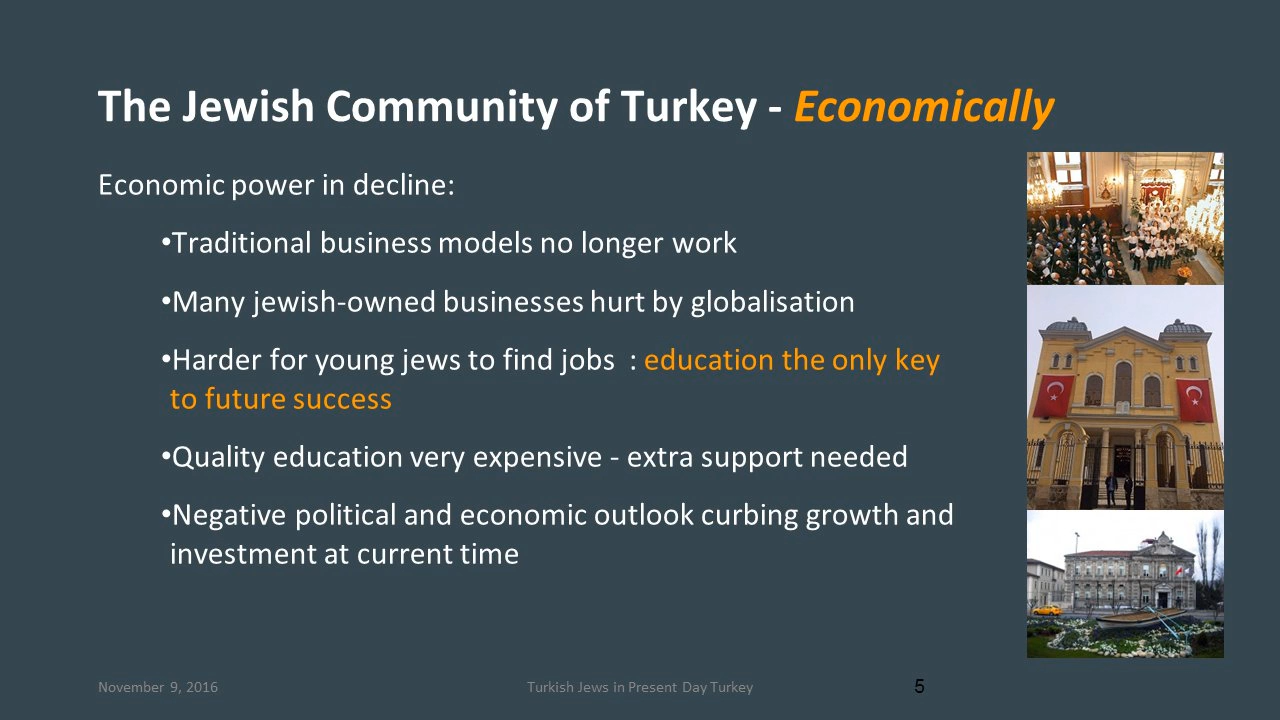 The Jewish Community of Turkey - Economically
Economic power in decline:
•Traditional business models no longer work
•Many jewish-owned businesses hurt by globalisation
•Harder for young jews to find jobs  : education the only key
to future success
•Quality education very expensive - extra support needed
•Negative political and economic outlook curbing growth and
investment at current time
November 9, 2016
Turkish Jews in Present Day Turkey
5